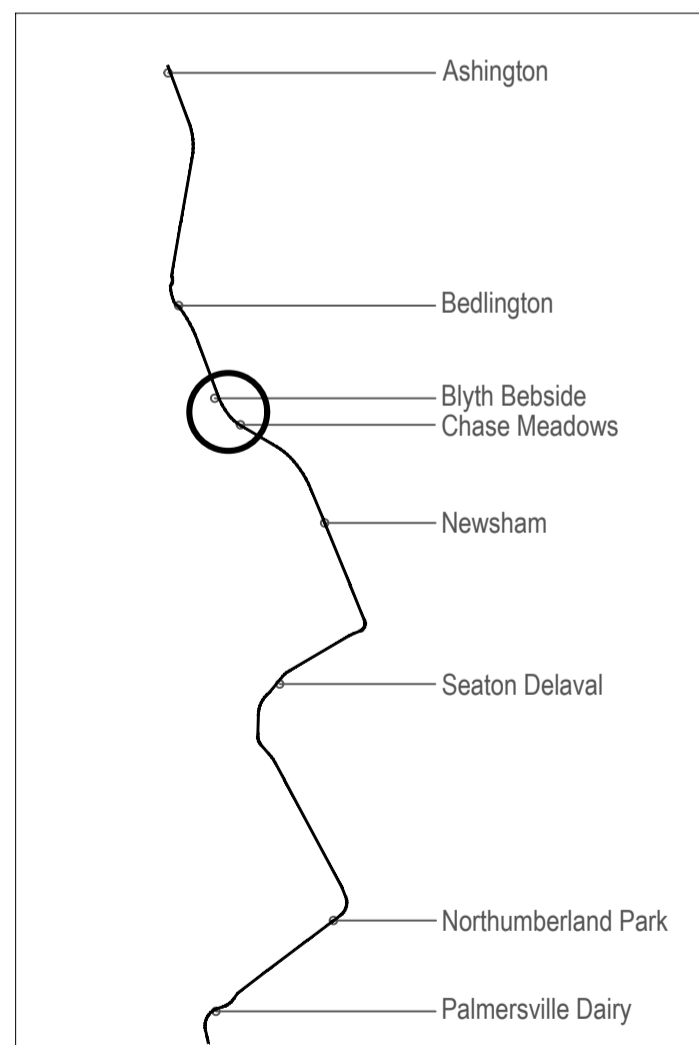 Ashington
Bedlington
Blyth Bebside
Chase Meadows
Newsham
Seaton Delaval
Northumberland Park
Palmersville Dairy